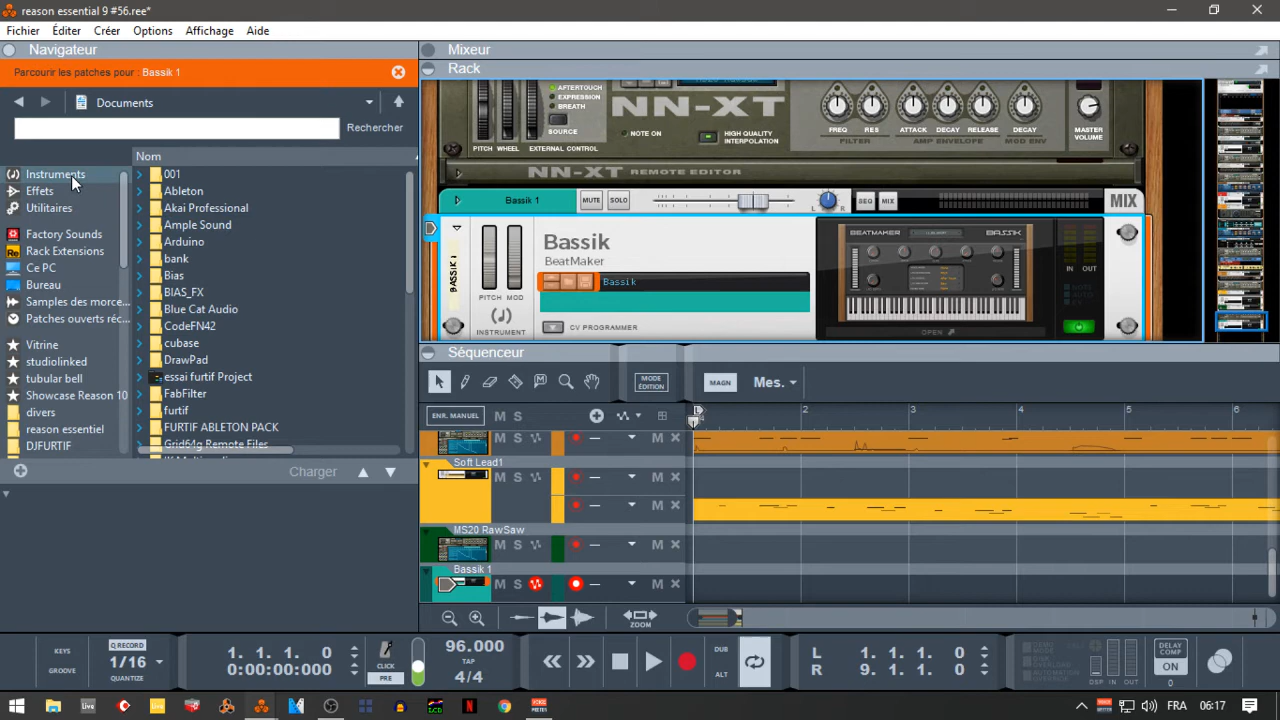 reason essential 9 #56.ree*
Fichier Éditer Créer Options Affichage Aide
Navigateur
Parcourir les patches pour : Bassik 1
Documents
Rechercher
Instruments
Effets
Utilitaires
Factory Sounds
Rack Extensions
Ce PC
Bureau
Samples des morce...
Patches ouverts réc...
Vitrine
studiolinked
tubular bell
Showcase Reason 10
divers
reason essentiel
DJFURTIF
Nom
001
Ableton
Akai Professional
Ample Sound
Arduino
bank
Bias
BIAS_FX
Blue Cat Audio
CodeFN42
cubase
DrawPad
essai furtif Project
FabFilter
furtif
FURTIF ABLETON PACK
Grid64g Remote Files
Charger
Mixeur
Rack
AFTERTOUCH
EXPRESSION
BREATH
SOURCE
PITCH WHEEL EXTERNAL CONTROL
NN-XT
NOTE ON
HIGH QUALITY
INTERPOLATION
FREQ RES ATTACK DECAY RELEASE DECAY
FILTER AMP ENVELOPE MOD ENV
MASTER
VOLUME
NN-XT REMOTE EDITOR
Bassik 1 MUTE SOLO L R SEQ MIX MIX
BASSIK 1
PITCH MOD
INSTRUMENT
Bassik
BeatMaker
Bassik
CV PROGRAMMER
BEATMAKER BASSIK
OPEN
IN OUT
Séquenceur
MODE
ÉDITION
MAGN Mes.
ENR. MANUEL M S
L 2 3 4 5 6
M S M
Soft Lead1
M S M
M
MS20 RawSaw
M S M
Bassik 1
M S M
ZOOM
KEYS
GROOVE
Q RECORD
1/16
QUANTIZE
1. 1. 1. 0
0:00:00:000
CLICK
PRE
96.000
TAP
4/4
DUB
ALT
L 1. 1. 1. 0
R 9. 1. 1. 0
DSP IN OUT
DELAY
COMP
ON
0
FRA 06:17